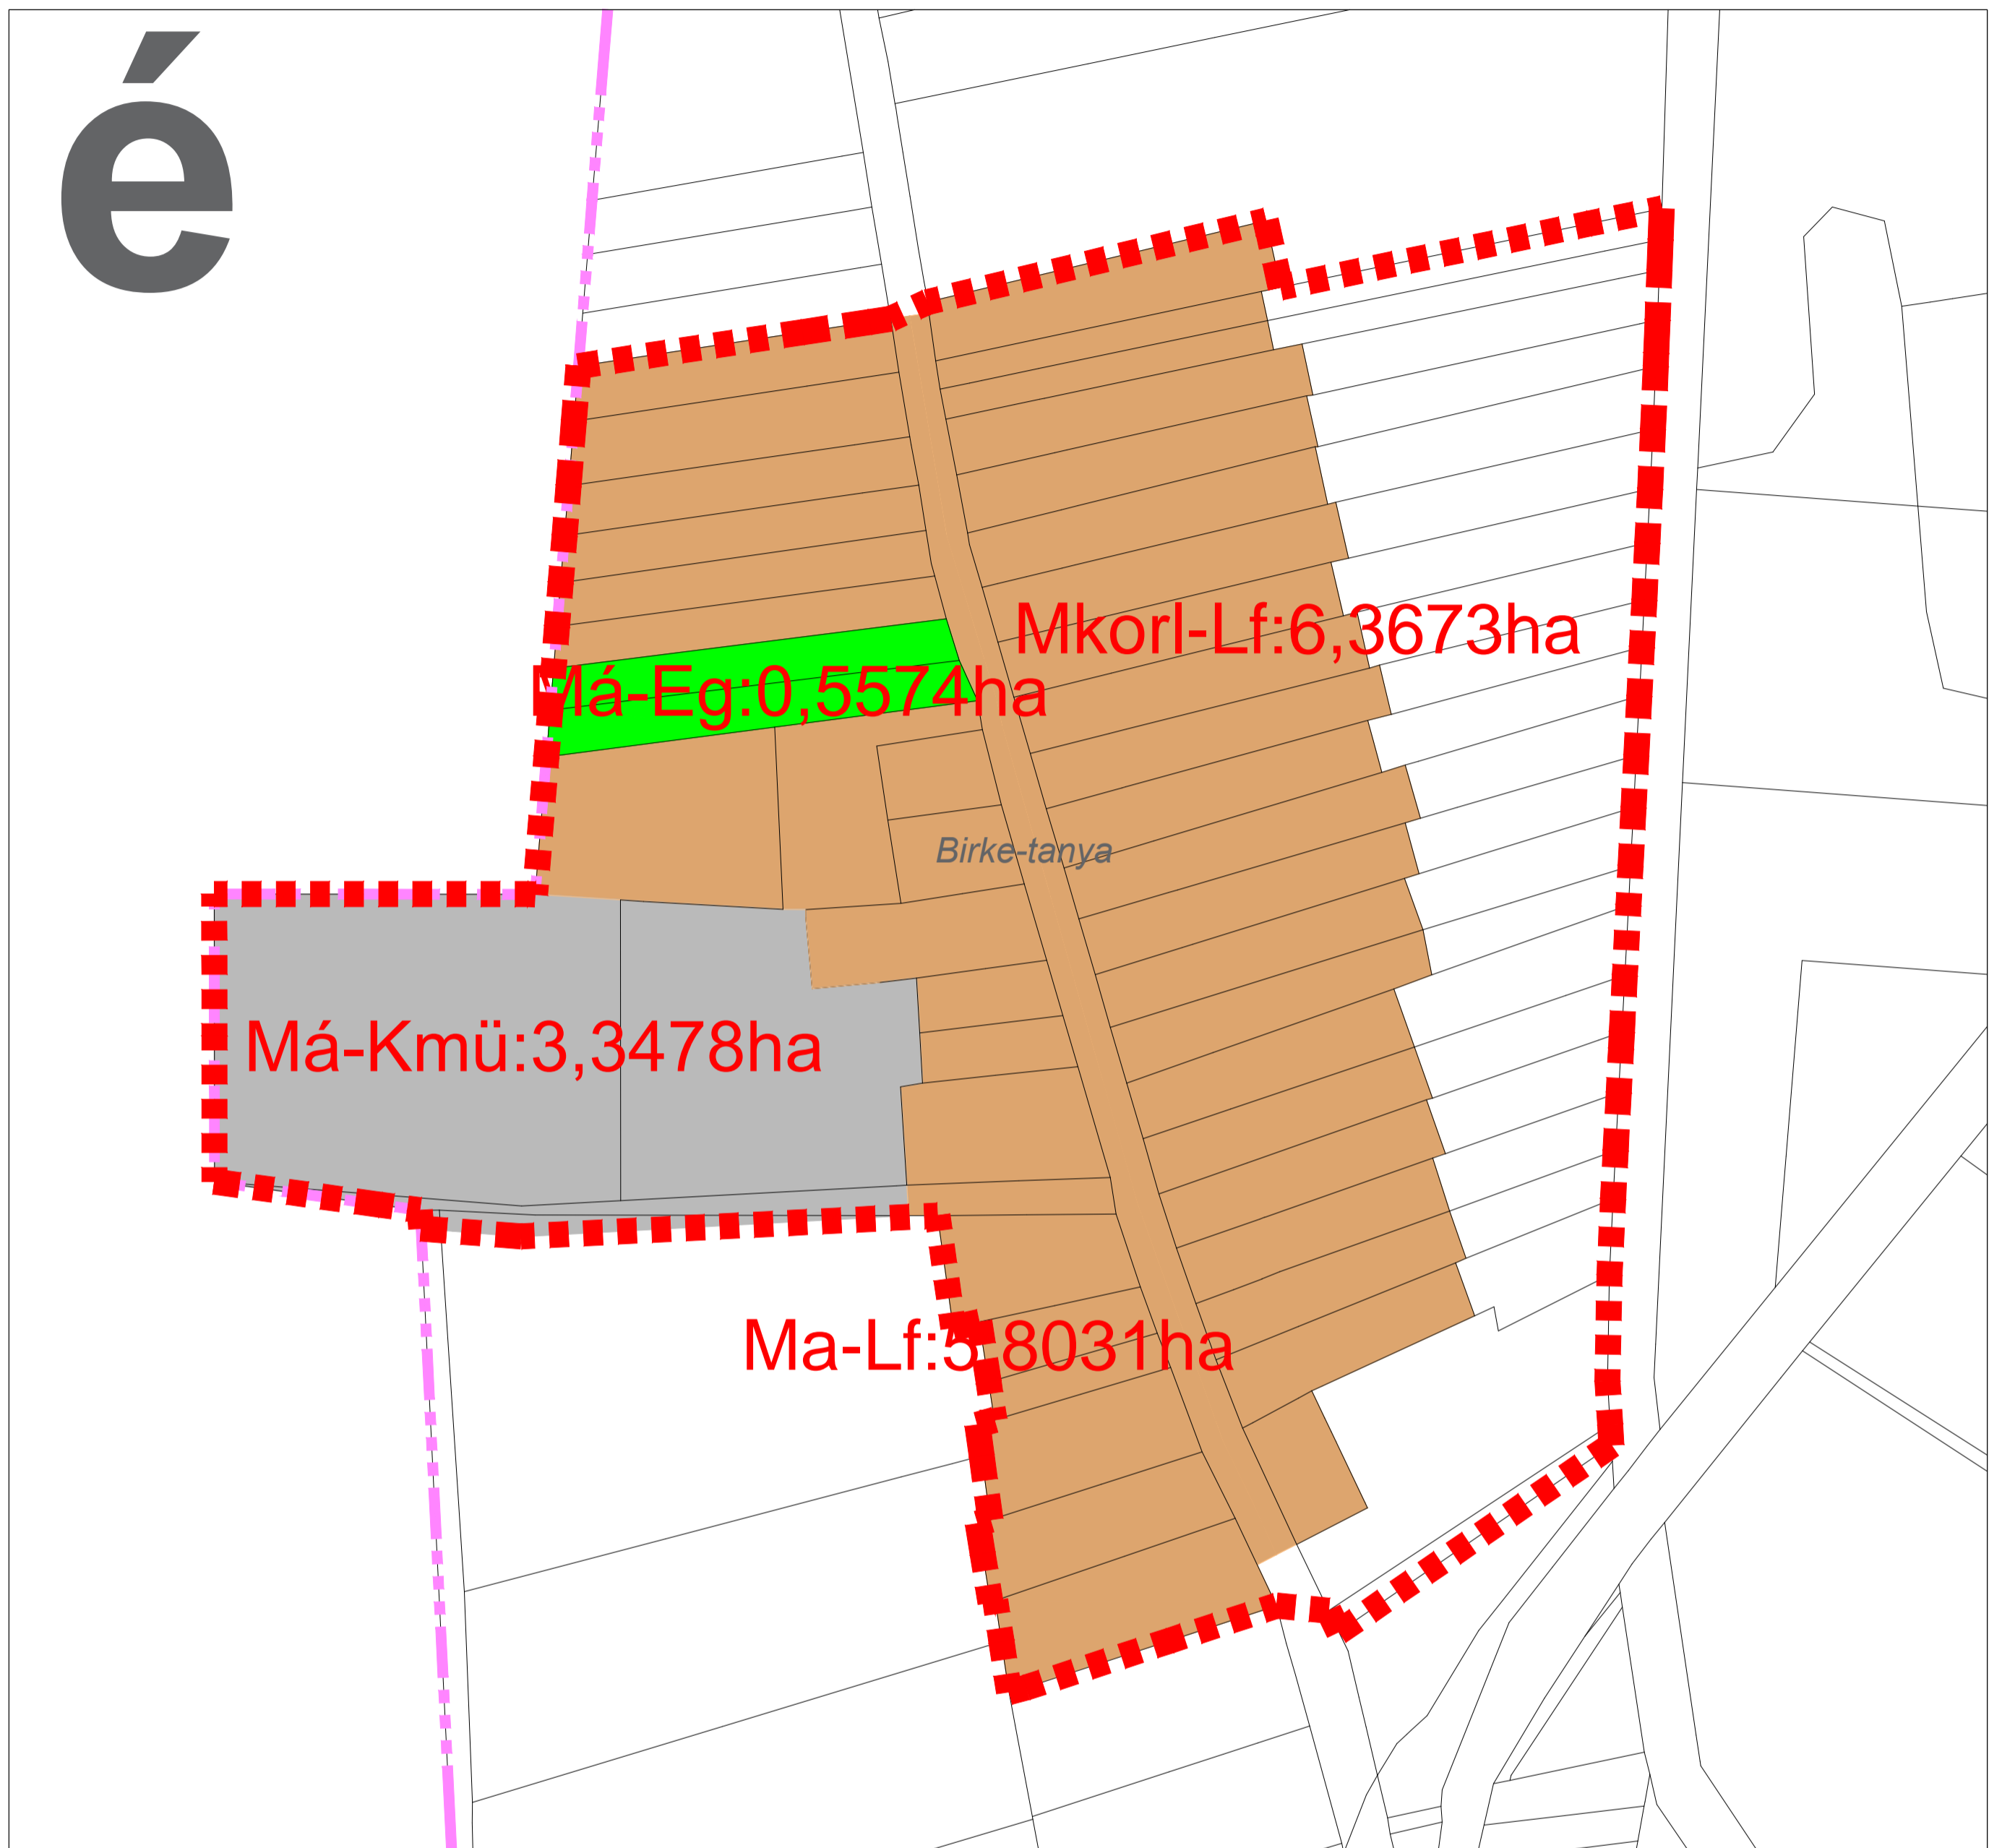 é
Mkorl-Lf:6,3673ha
Má-Eg:0,5574ha
Birke-tanya
Má-Kmü:3,3478ha
Ma-Lf:5,8031ha